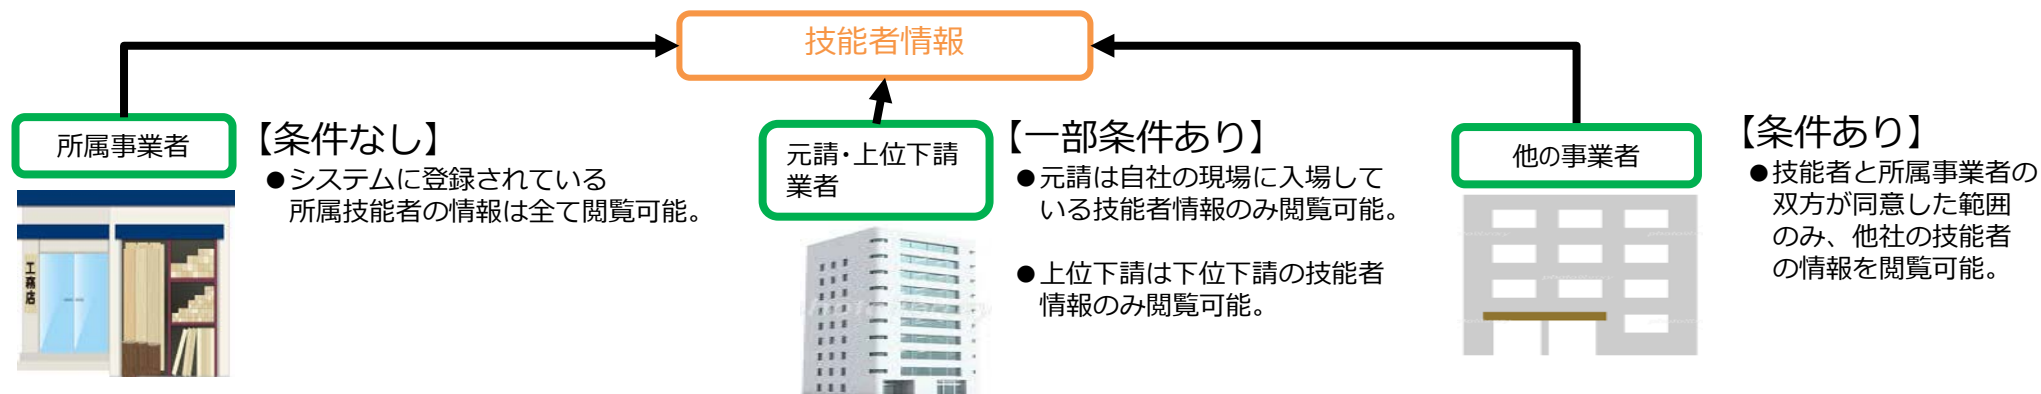 技能者情報
所属事業者
【条件なし】
●システムに登録されている
所属技能者の情報は全て閲覧可能。
工務店
元請・上位下請
業者
【一部条件あり】
●元請は自社の現場に入場して
いる技能者情報のみ閲覧可能。
●上位下請は下位下請の技能者
情報のみ閲覧可能。
他の事業者
【条件あり】
●技能者と所属事業者の
双方が同意した範囲
のみ、他社の技能者
の情報を閲覧可能。